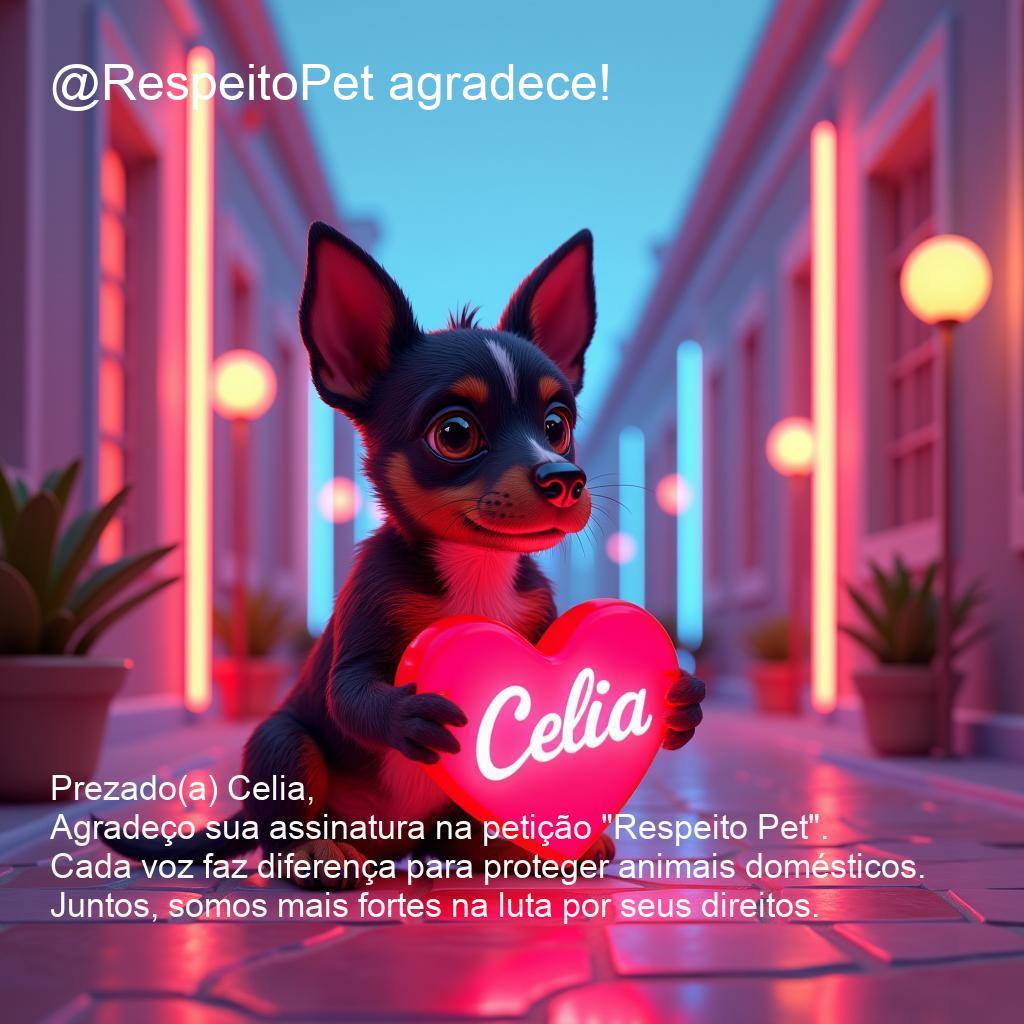 @RespeitoPet agradece!
Celia
Prezado(a) Celia,
Agradeço sua assinatura na petição "Respeito Pet".
Cada voz faz diferença para proteger animais domésticos.
Juntos, somos mais fortes na luta por seus direitos.